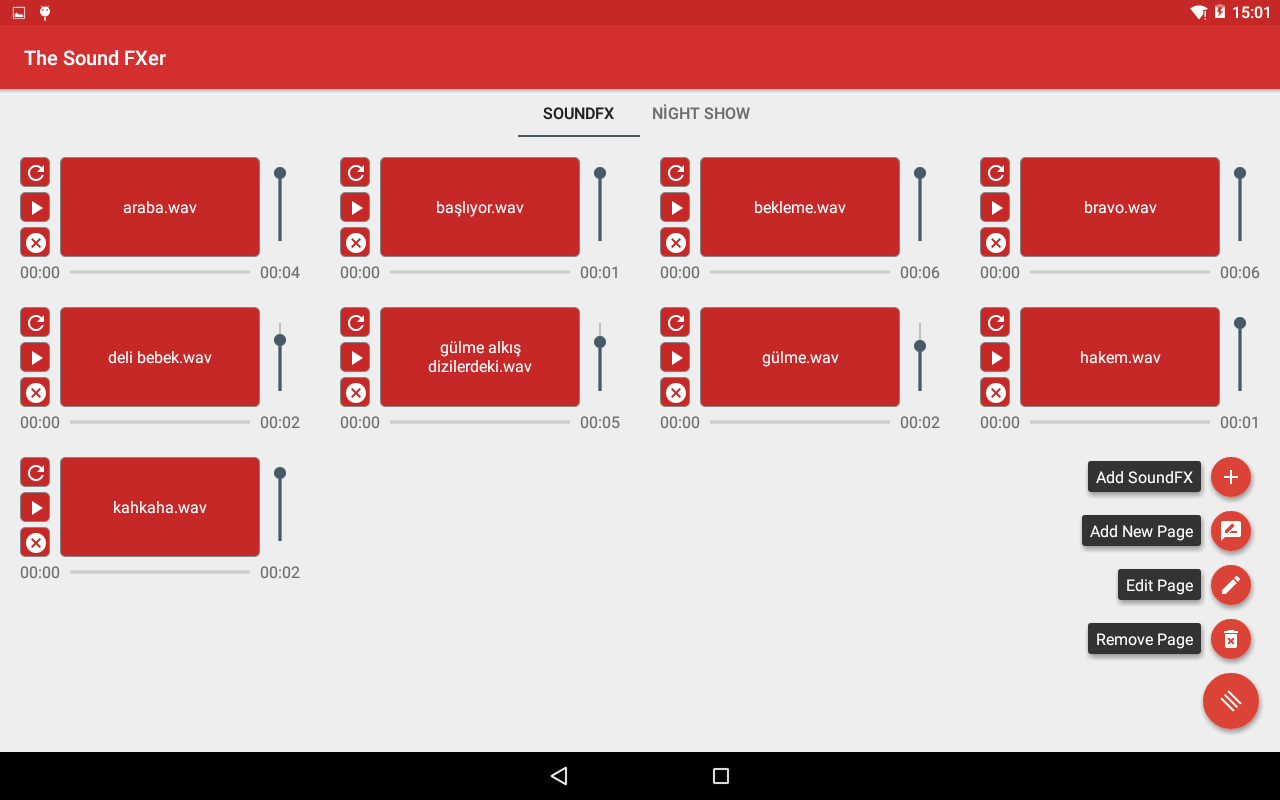 15:01
The Sound FXer
SOUNDFX
NİGHT SHOW
araba.wav
00:00
00:04
başlıyor.wav
00:00
00:01
bekleme.wav
00:00
00:06
bravo.wav
00:00
00:06
deli bebek.wav
00:00
00:02
gülme alkış
dizilerdeki.wav
00:00
00:05
gülme.wav
00:00
00:02
hakem.wav
00:00
00:01
kahkaha.wav
00:00
00:02
Add SoundFX
Add New Page
Edit Page
Remove Page